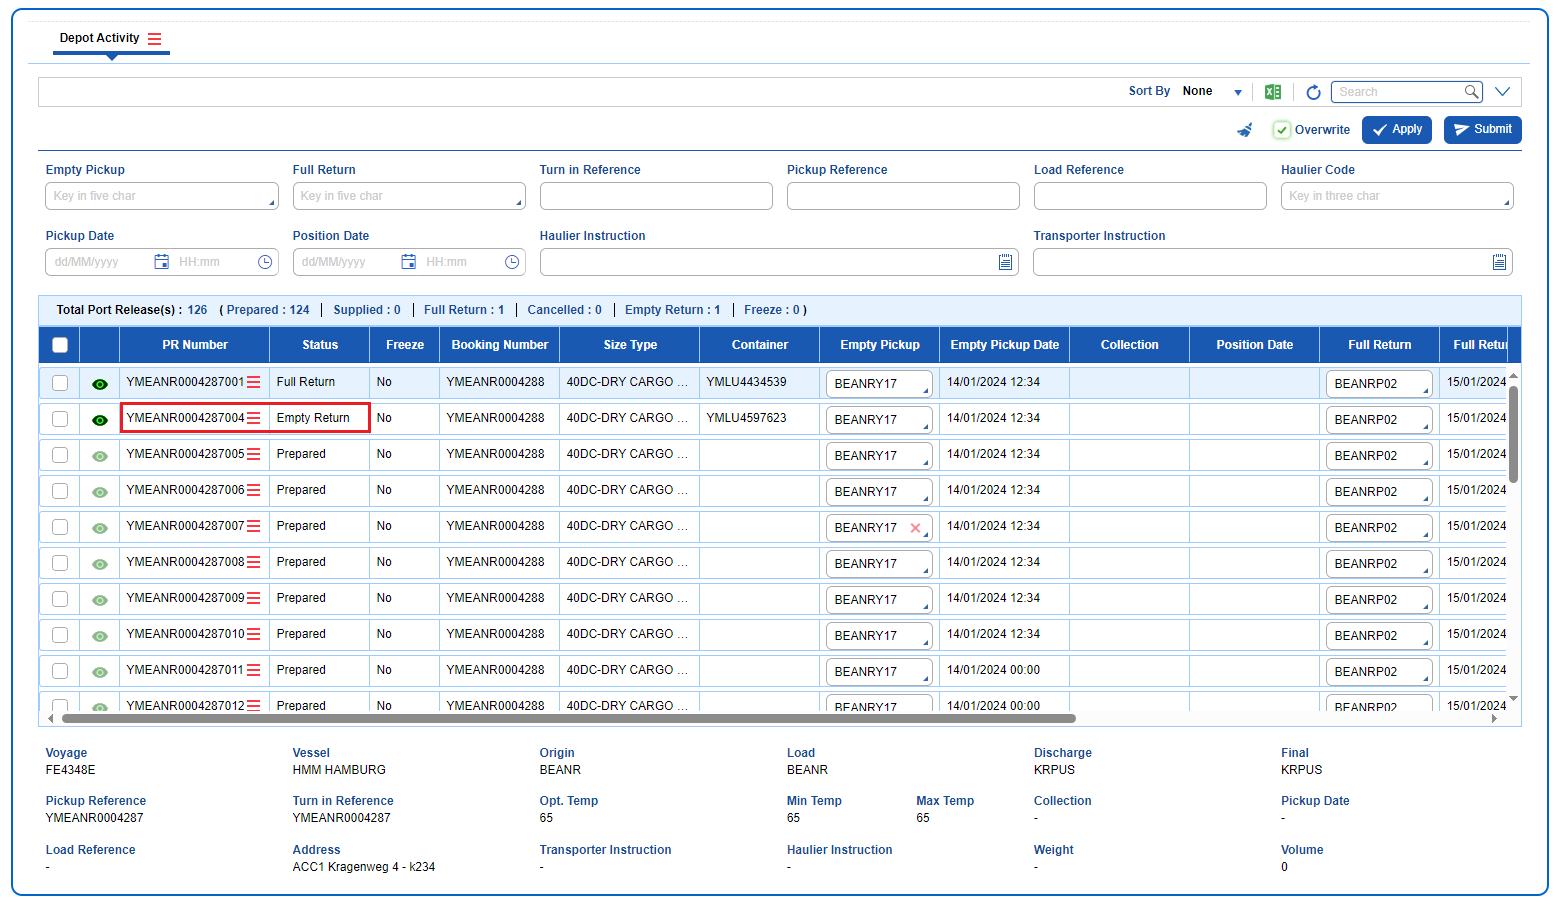 Depot Activity
Sort By None Search
Overwrite Apply Submit
Empty Pickup Full Return Turn in Reference Pickup Reference Load Reference Haulier Code
Key in five char Key in five char Key in three char
Pickup Date Position Date Haulier Instruction Transporter Instruction
dd/MM/yyyy HH:mm dd/MM/yyyy HH:mm
Total Port Release(s) : 126 ( Prepared : 124 | Supplied : 0 | Full Return : 1 | Cancelled : 0 | Empty Return : 1 | Freeze : 0 )
PR Number Status Freeze Booking Number Size Type Container Empty Pickup Empty Pickup Date Collection Position Date Full Return Full Retur
YMEANR0004287001 Full Return No YMEANR0004288 40DC-DRY CARGO ... YMLU4434539 BEANRY17 14/01/2024 12:34 BEANRP02 15/01/2024
YMEANR0004287004 Empty Return No YMEANR0004288 40DC-DRY CARGO ... YMLU4597623 BEANRY17 14/01/2024 12:34 BEANRP02 15/01/2024
YMEANR0004287005 Prepared No YMEANR0004288 40DC-DRY CARGO ... BEANRY17 14/01/2024 12:34 BEANRP02 15/01/2024
YMEANR0004287006 Prepared No YMEANR0004288 40DC-DRY CARGO ... BEANRY17 14/01/2024 12:34 BEANRP02 15/01/2024
YMEANR0004287007 Prepared No YMEANR0004288 40DC-DRY CARGO ... BEANRY17 14/01/2024 12:34 BEANRP02 15/01/2024
YMEANR0004287008 Prepared No YMEANR0004288 40DC-DRY CARGO ... BEANRY17 14/01/2024 12:34 BEANRP02 15/01/2024
YMEANR0004287009 Prepared No YMEANR0004288 40DC-DRY CARGO ... BEANRY17 14/01/2024 12:34 BEANRP02 15/01/2024
YMEANR0004287010 Prepared No YMEANR0004288 40DC-DRY CARGO ... BEANRY17 14/01/2024 12:34 BEANRP02 15/01/2024
YMEANR0004287011 Prepared No YMEANR0004288 40DC-DRY CARGO ... BEANRY17 14/01/2024 00:00 BEANRP02 15/01/2024
YMEANR0004287012 Prepared No YMEANR0004288 40DC-DRY CARGO ... BEANRY17 14/01/2024 00:00 BEANRP02 15/01/2024
Voyage Vessel Origin Load Discharge Final
FE4348E HMM HAMBURG BEANR BEANR KRPUS KRPUS
Pickup Reference Turn in Reference Opt. Temp Min Temp Max Temp Collection Pickup Date
YMEANR0004287 YMEANR0004287 65 65 65 - -
Load Reference Address Transporter Instruction Haulier Instruction Weight Volume
- ACC1 Kragenweg 4 - k234 - - - 0